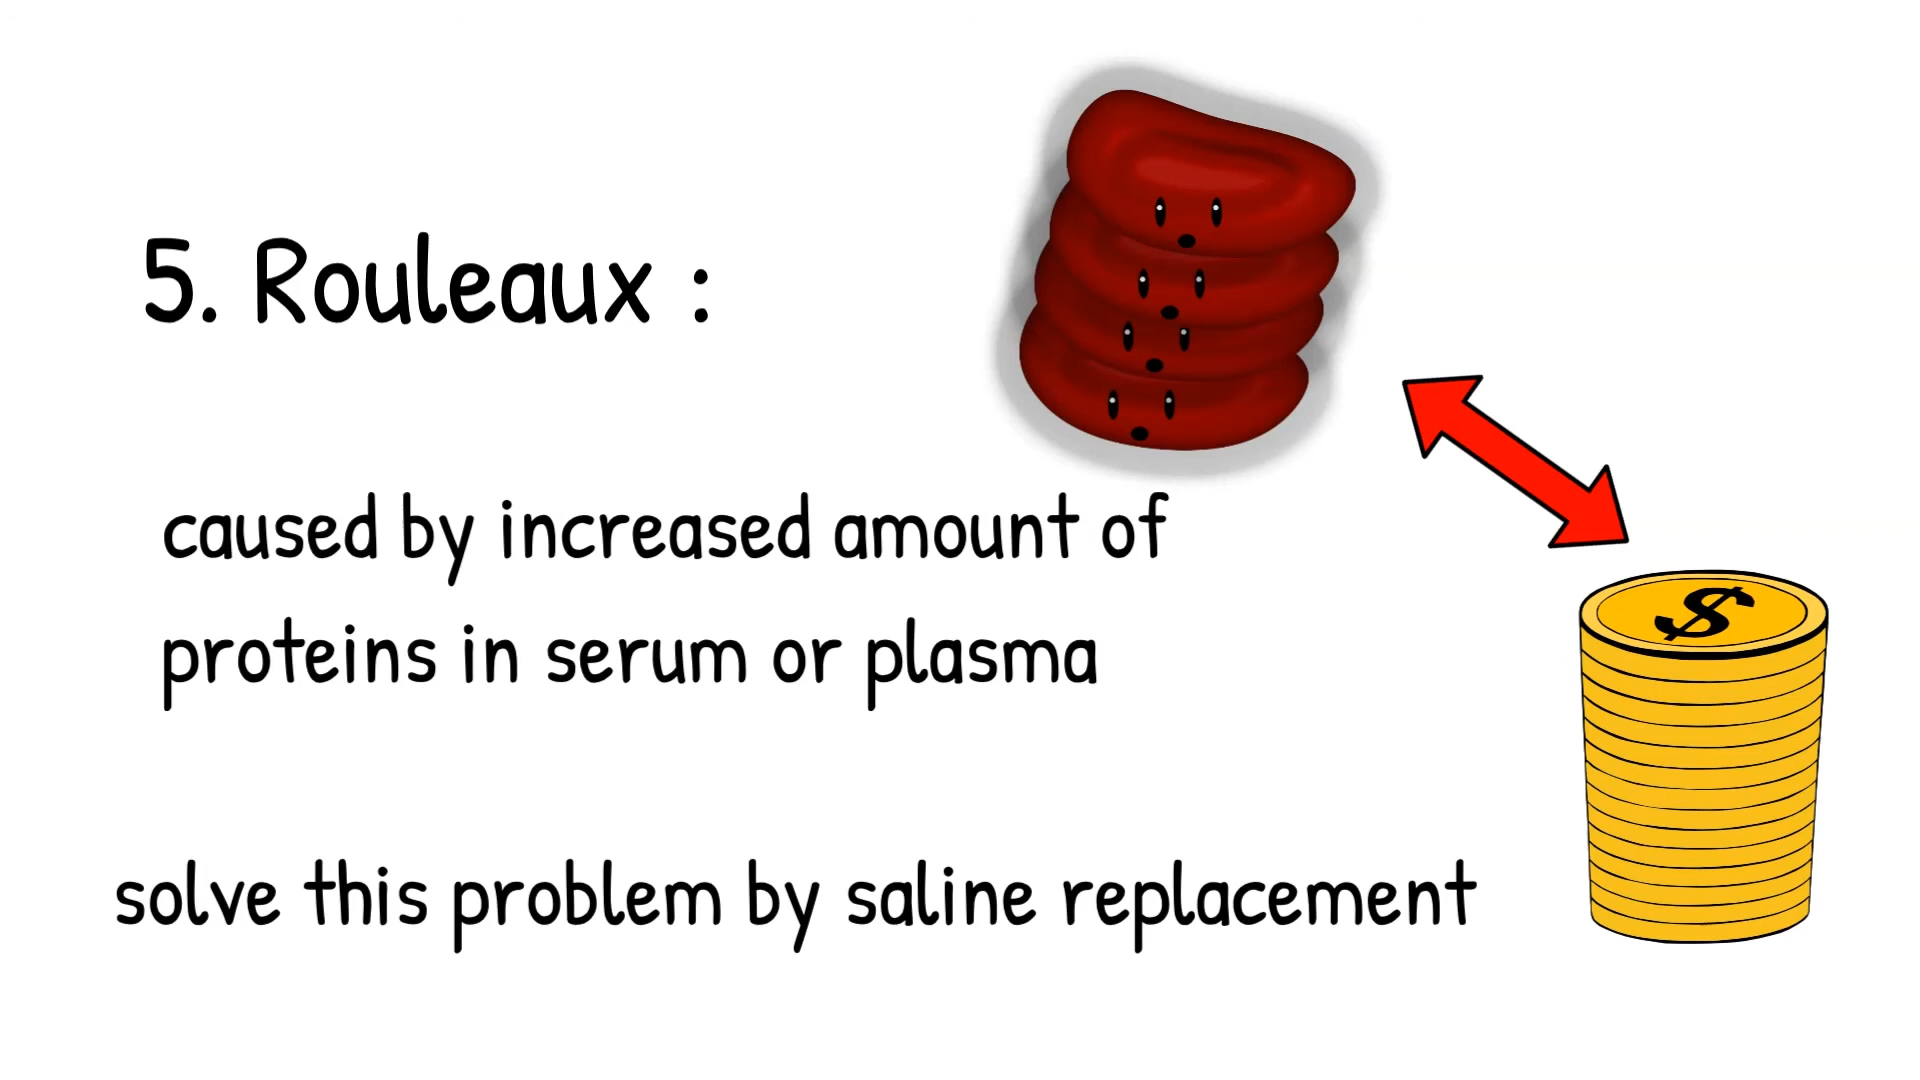 5. Rouleaux :
caused by increased amount of
proteins in serum or plasma
$
solve this problem by saline replacement